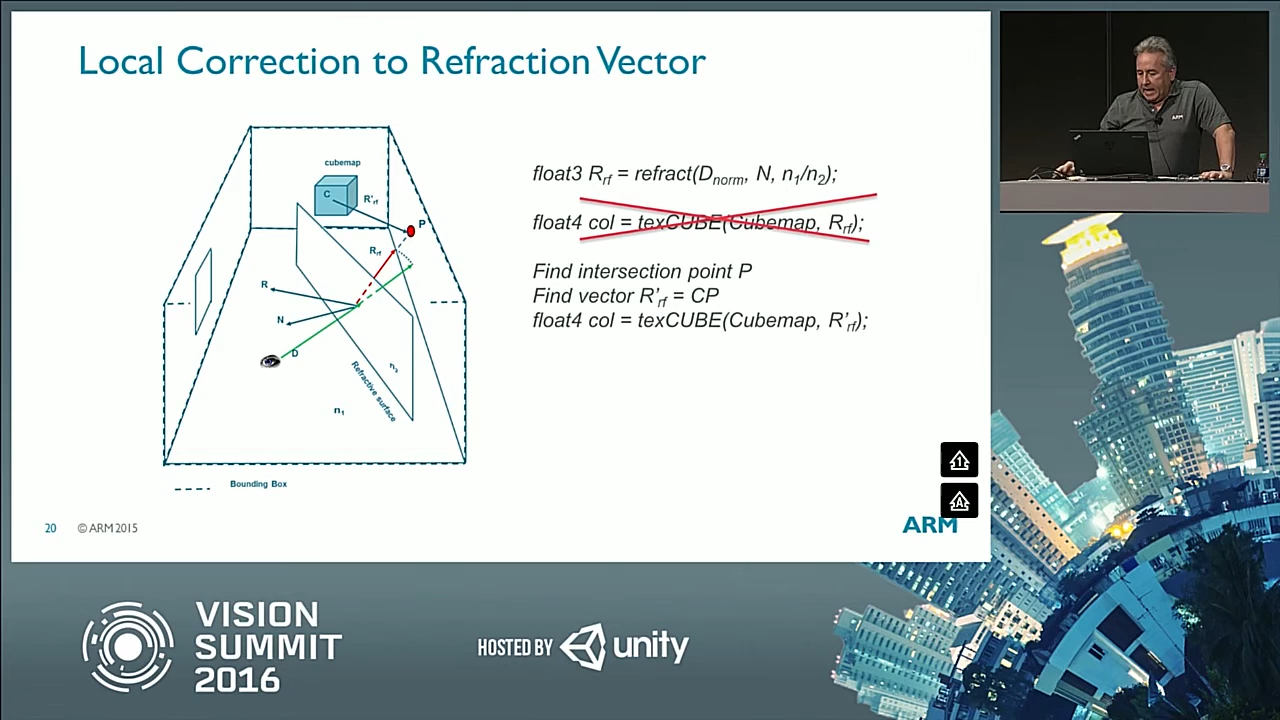 Local Correction to Refraction Vector
cubemap
C
R'rf
P
Rrf
R
N
D
n2
n1
Refractive surface
Bounding Box
float3 Rrf = refract(Dnorm, N, n1/n2);
float4 col = texCUBE(Cubemap, Rrf);
Find intersection point P
Find vector R'rf = CP
float4 col = texCUBE(Cubemap, R'rf);
20 © ARM 2015
ARM
1
A
ARM
VISION
SUMMIT
2016
HOSTED BY unity